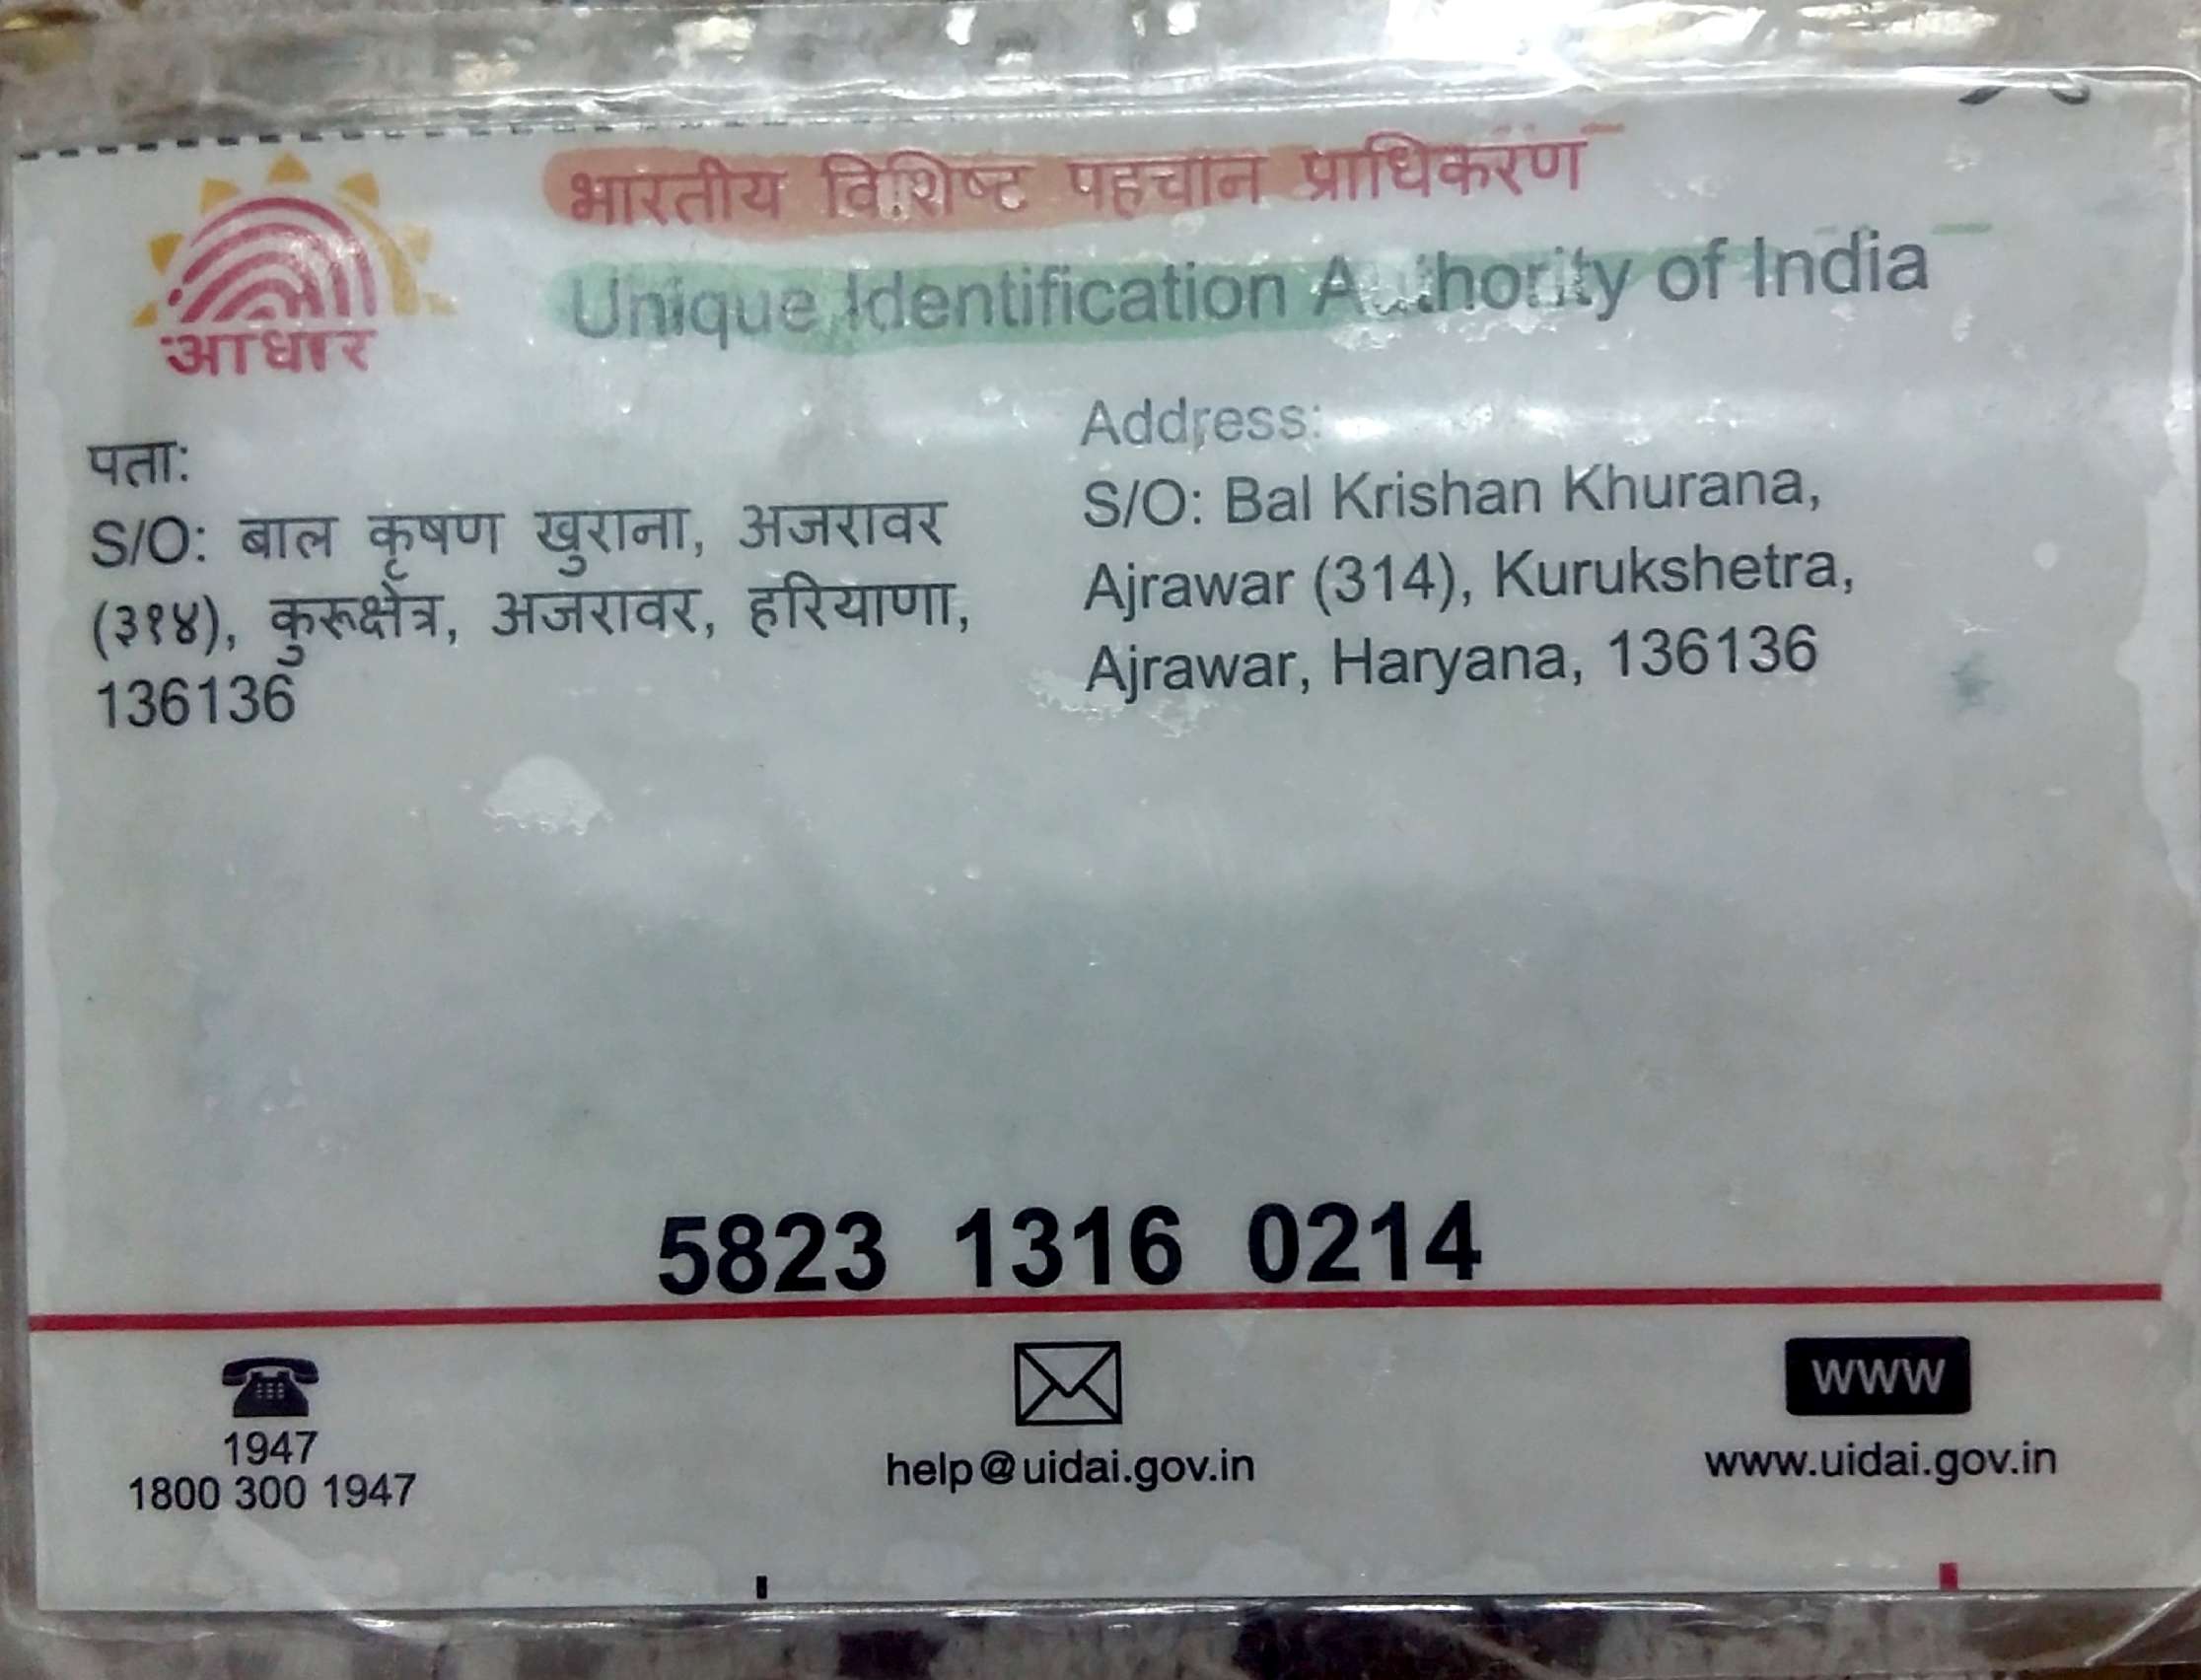 भारतीय विशिष्ट पहचान प्राधिकरण
Unique Identification Authority of India
आधार
पता:
S/O: बाल कृषण खुराना, अजरावर
(३१४), कुरूक्षेत्र, अजरावर, हरियाणा,
136136
Address:
S/O: Bal Krishan Khurana,
Ajrawar (314), Kurukshetra,
Ajrawar, Haryana, 136136
5823 1316 0214
1947
1800 300 1947
help@uidai.gov.in
WWW
www.uidai.gov.in